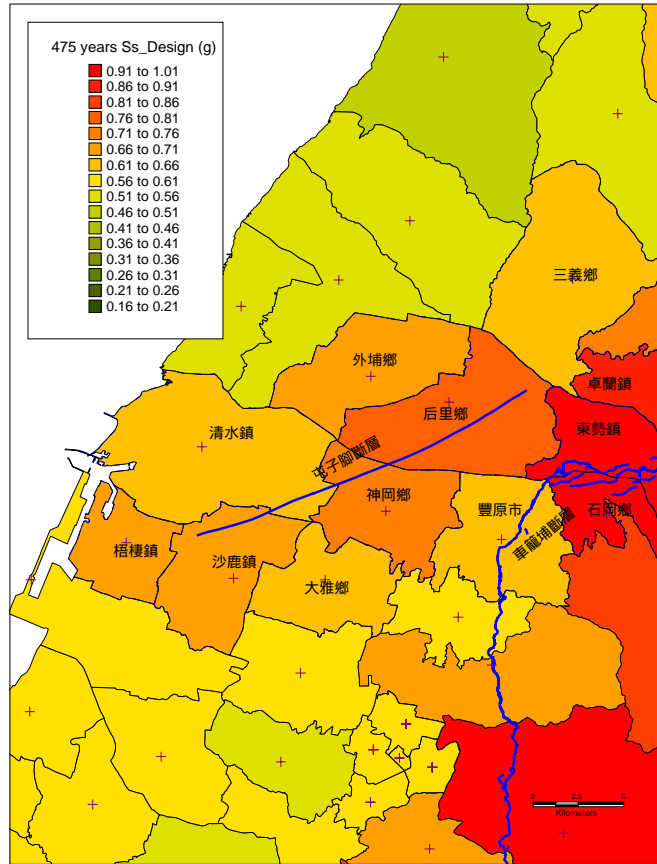 475 years Ss_Design (g)
0.91 to 1.01
0.86 to 0.91
0.81 to 0.86
0.76 to 0.81
0.71 to 0.76
0.66 to 0.71
0.61 to 0.66
0.56 to 0.61
0.51 to 0.56
0.46 to 0.51
0.41 to 0.46
0.36 to 0.41
0.31 to 0.36
0.26 to 0.31
0.21 to 0.26
0.16 to 0.21
三義鄉
外埔鄉
卓蘭鎮
后里鄉
東勢鎮
清水鎮
屯子腳斷層
神岡鄉
豐原市
石岡鄉
車籠埔斷層
梧棲鎮
沙鹿鎮
大雅鄉
0 2.5 5
Kilometers